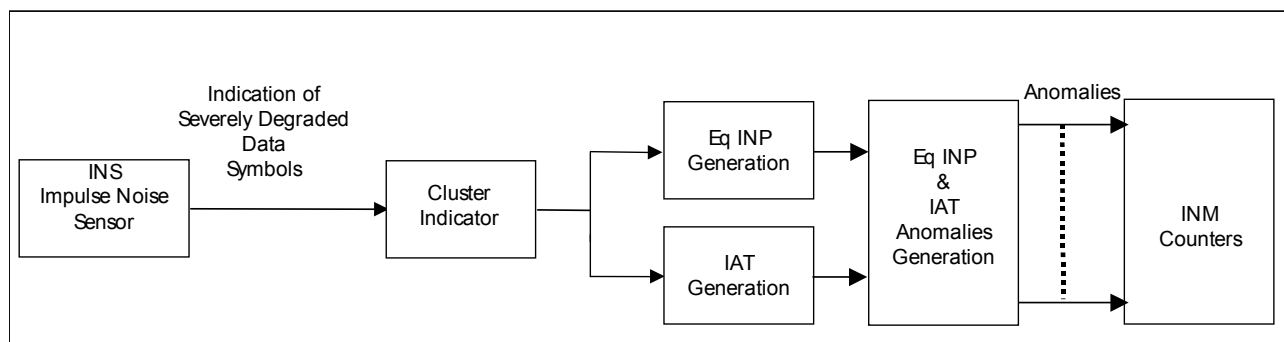 Indication of
Severely Degraded
Data
Symbols
INS
Impulse Noise
Sensor
Cluster
Indicator
Eq INP
Generation
IAT
Generation
Eq INP
&
IAT
Anomalies
Generation
Anomalies
INM
Counters